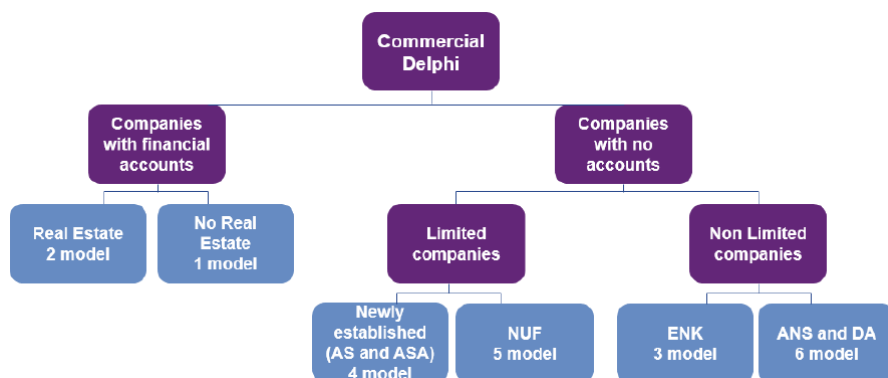 Commercial
Delphi
Companies
with financial
accounts
Companies
with no
accounts
Real Estate
2 model
No Real
Estate
1 model
Limited
companies
Non Limited
companies
Newly
established
(AS and ASA)
4 model
NUF
5 model
ENK
3 model
ANS and DA
6 model